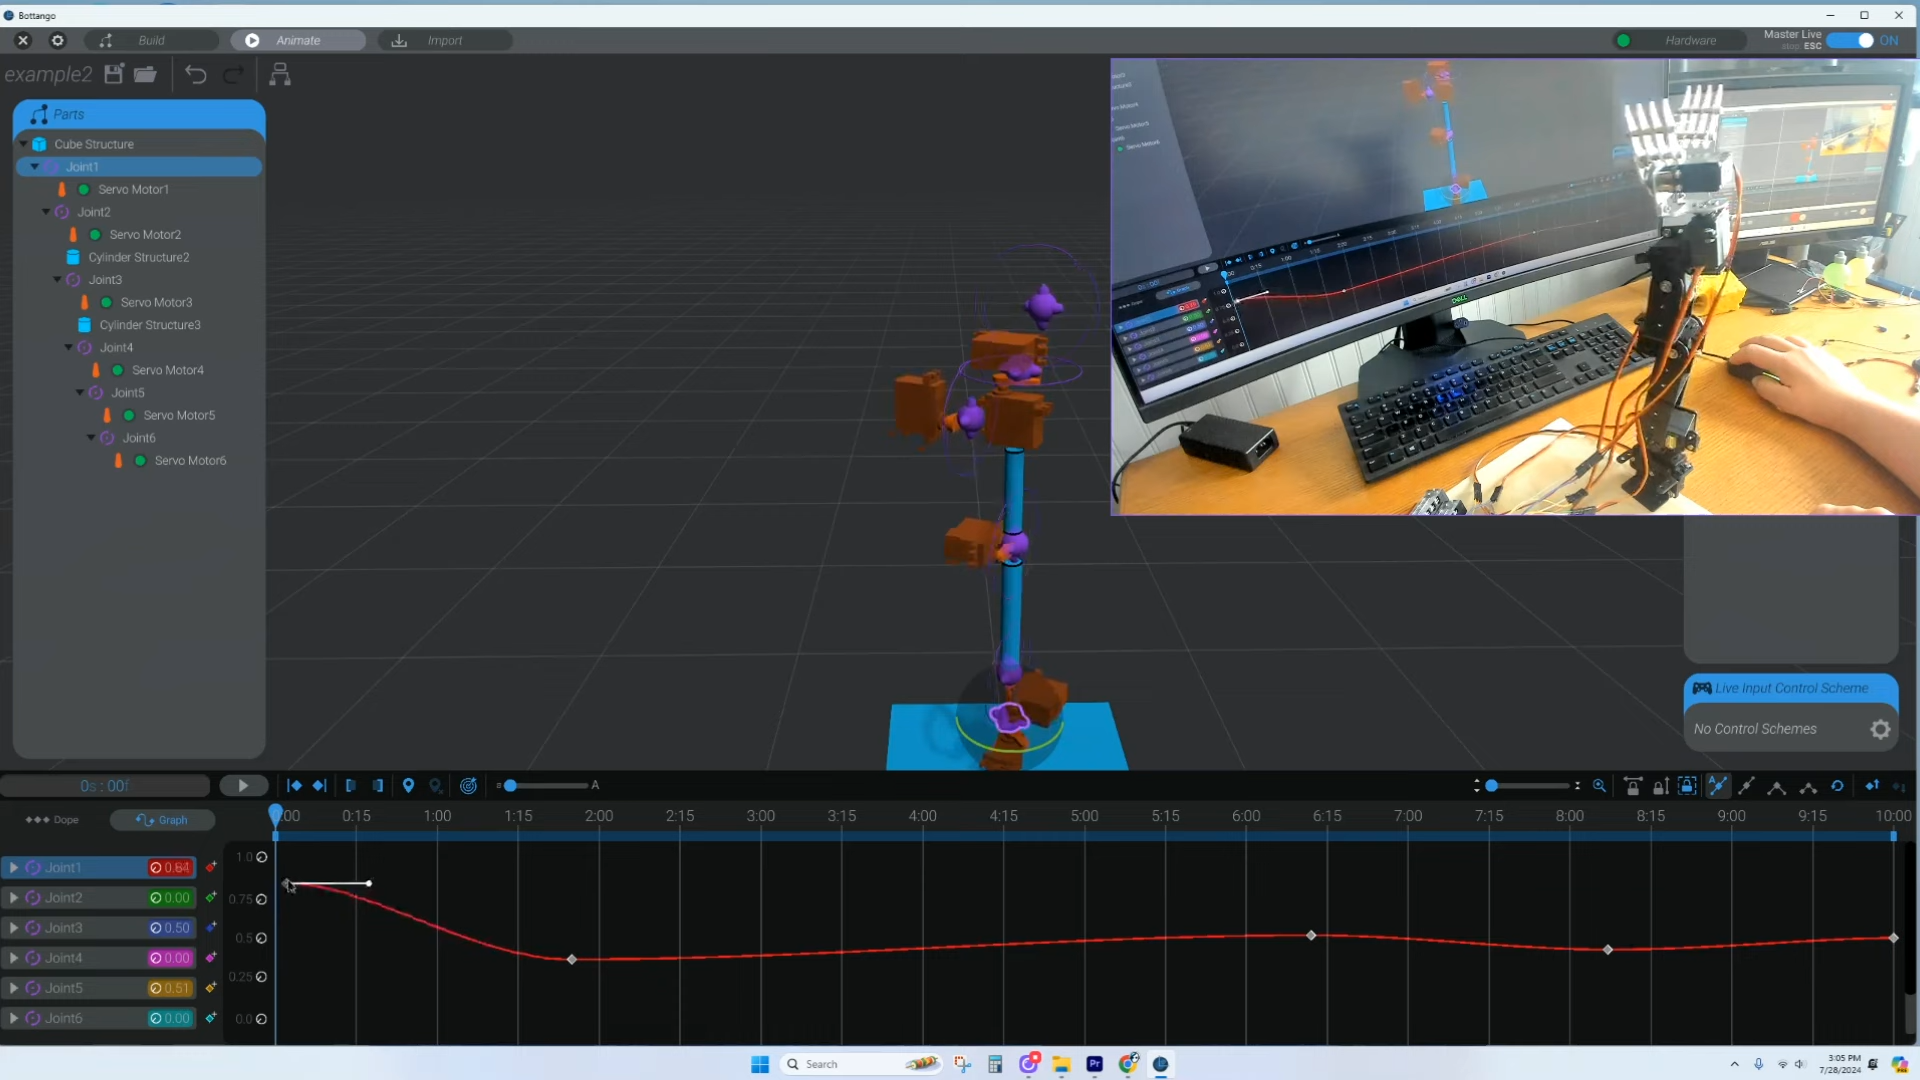 Bottango
Build
Animate
Import
Hardware
Master Live
stop ESC
ON
example2
Parts
Cube Structure
Joint1
Servo Motor1
Joint2
Servo Motor2
Cylinder Structure2
Joint3
Servo Motor3
Cylinder Structure3
Joint4
Servo Motor4
Joint5
Servo Motor5
Joint6
Servo Motor6
DELL
Live Input Control Scheme
No Control Schemes
0s : 00f
A
Dope
Graph
0:00 0:15 1:00 1:15 2:00 2:15 3:00 3:15 4:00 4:15 5:00 5:15 6:00 6:15 7:00 7:15 8:00 8:15 9:00 9:15 10:00
Joint1 0.84
Joint2 0.00
Joint3 0.50
Joint4 0.00
Joint5 0.51
Joint6 0.00
1.0
0.75
0.5
0.25
0.0
Search
Pr
3:05 PM
7/28/2024